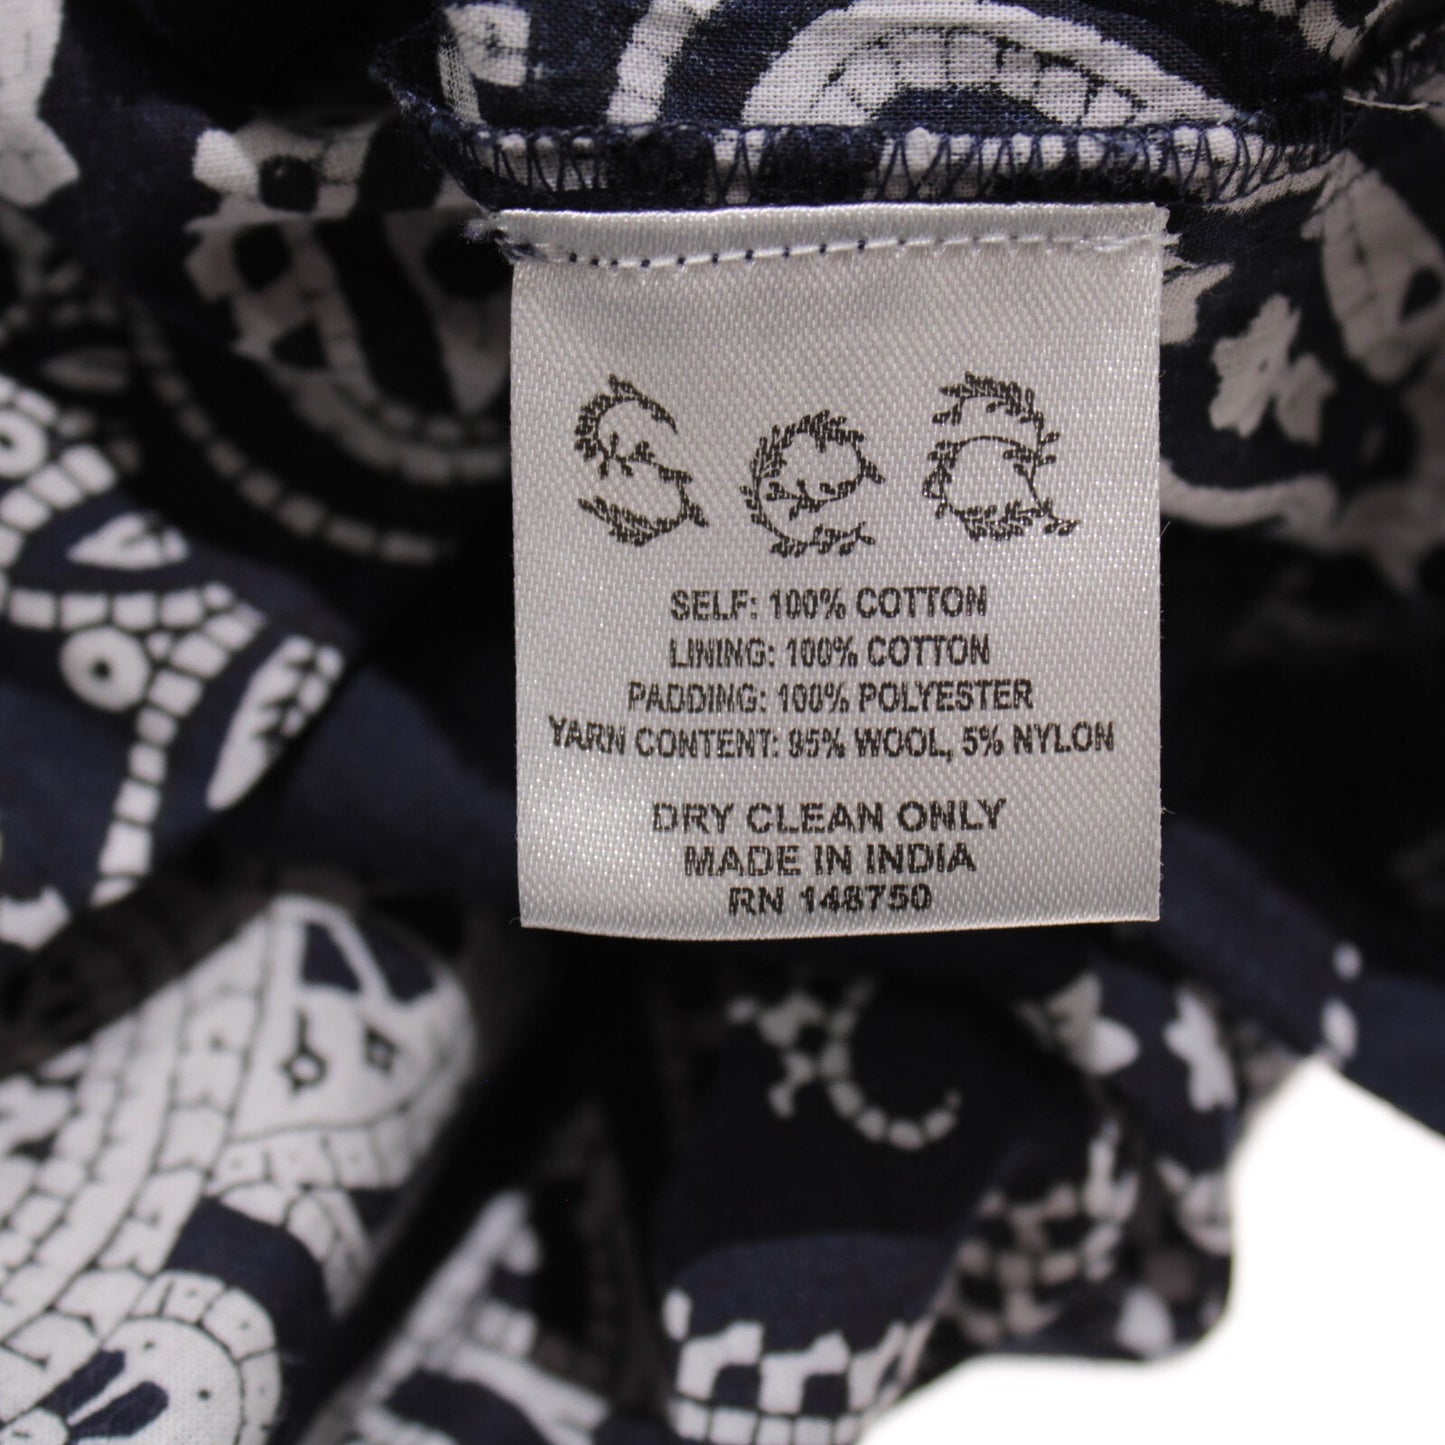 Sea
SELF: 100% COTTON
LINING: 100% COTTON
PADDING: 100% POLYESTER
YARN CONTENT: 95% WOOL, 5% NYLON
DRY CLEAN ONLY
MADE IN INDIA
RN 148750